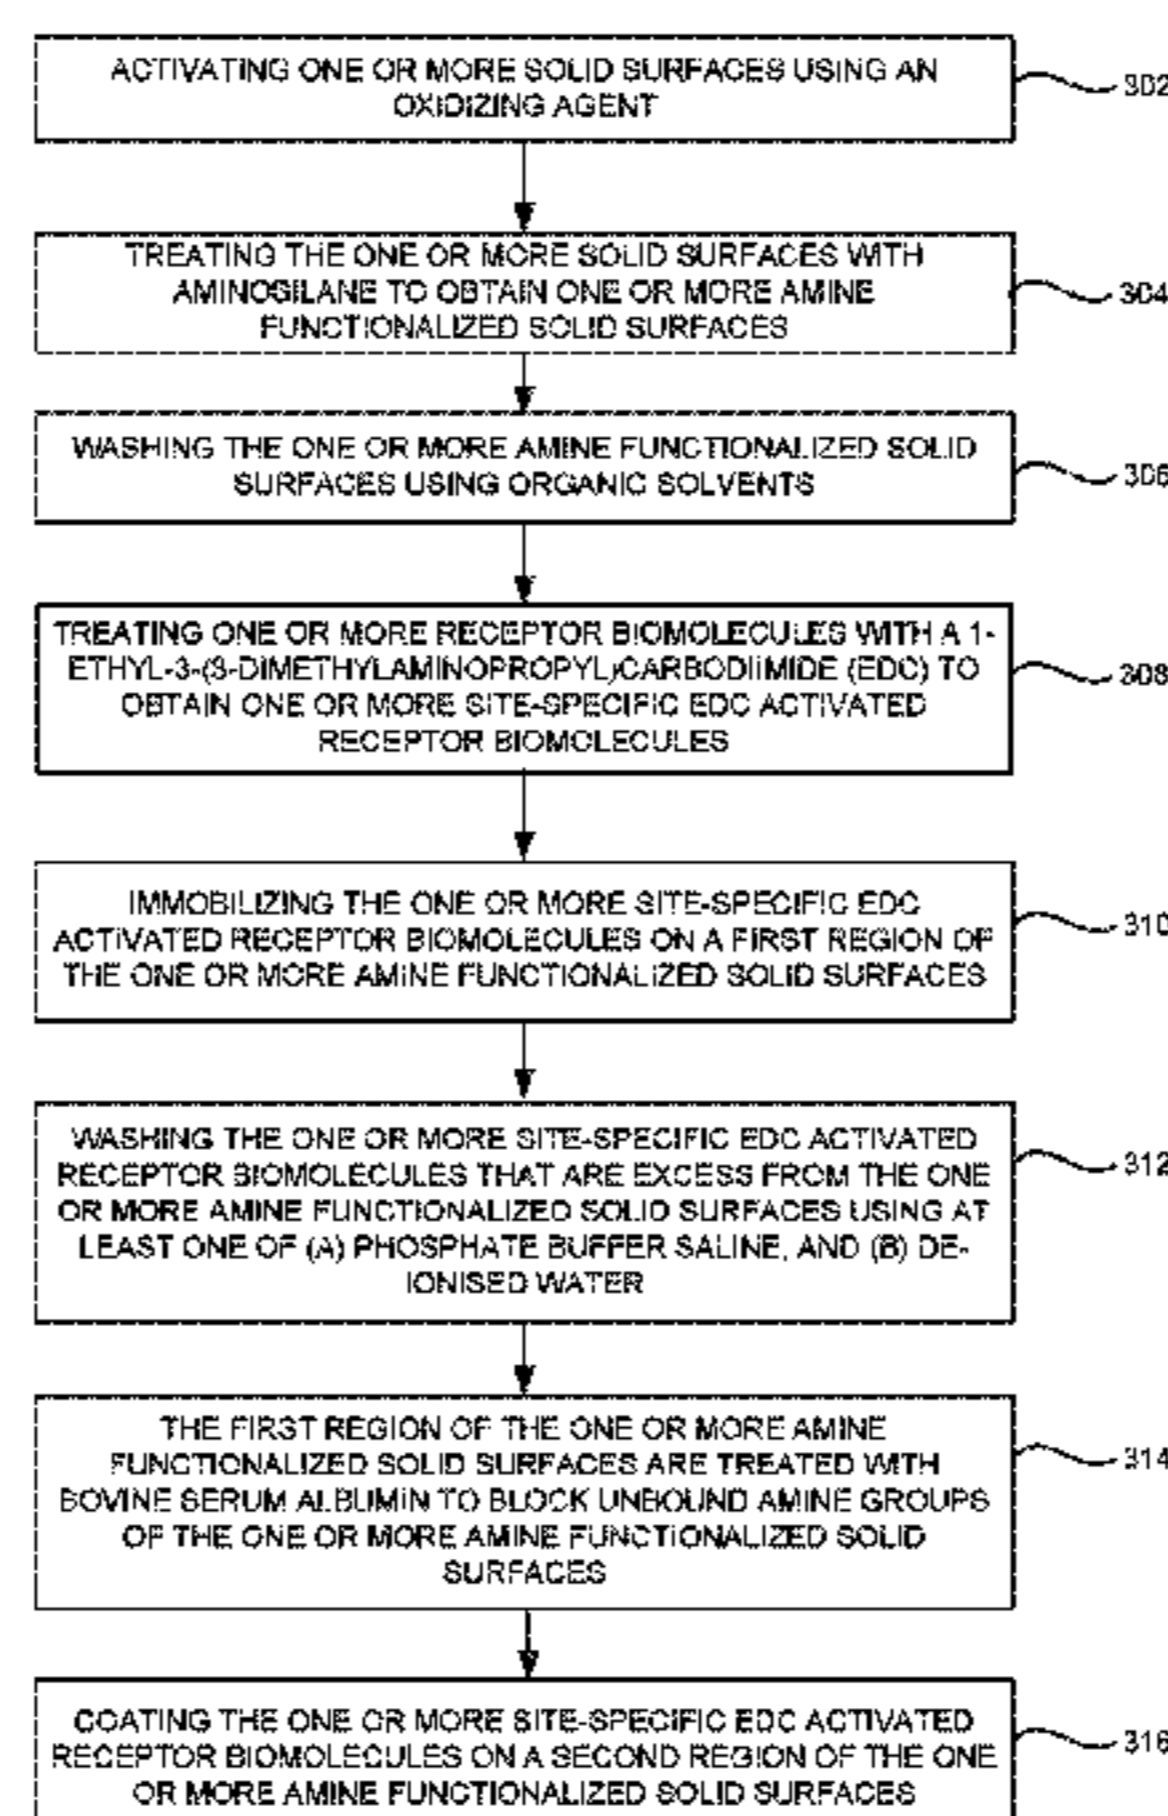 ACTIVATING ONE OR MORE SOLID SURFACES USING AN
OXIDIZING AGENT
302
TREATING THE ONE OR MORE SOLID SURFACES WITH
AMINOSILANE TO OBTAIN ONE OR MORE AMINE
FUNCTIONALIZED SOLID SURFACES
304
WASHING THE ONE OR MORE AMINE FUNCTIONALIZED SOLID
SURFACES USING ORGANIC SOLVENTS
306
TREATING ONE OR MORE RECEPTOR BIOMOLECULES WITH A 1-
ETHYL-3-(3-DIMETHYLAMINOPROPYL)CARBODIIMIDE (EDC) TO
OBTAIN ONE OR MORE SITE-SPECIFIC EDC ACTIVATED
RECEPTOR BIOMOLECULES
308
IMMOBILIZING THE ONE OR MORE SITE-SPECIFIC EDC
ACTIVATED RECEPTOR BIOMOLECULES ON A FIRST REGION OF
THE ONE OR MORE AMINE FUNCTIONALIZED SOLID SURFACES
310
WASHING THE ONE OR MORE SITE-SPECIFIC EDC ACTIVATED
RECEPTOR BIOMOLECULES THAT ARE EXCESS FROM THE ONE
OR MORE AMINE FUNCTIONALIZED SOLID SURFACES USING AT
LEAST ONE OF (A) PHOSPHATE BUFFER SALINE, AND (B) DE-
IONISED WATER
312
THE FIRST REGION OF THE ONE OR MORE AMINE
FUNCTIONALIZED SOLID SURFACES ARE TREATED WITH
BOVINE SERUM ALBUMIN TO BLOCK UNBOUND AMINE GROUPS
OF THE ONE OR MORE AMINE FUNCTIONALIZED SOLID
SURFACES
314
COATING THE ONE OR MORE SITE-SPECIFIC EDC ACTIVATED
RECEPTOR BIOMOLECULES ON A SECOND REGION OF THE ONE
OR MORE AMINE FUNCTIONALIZED SOLID SURFACES
316